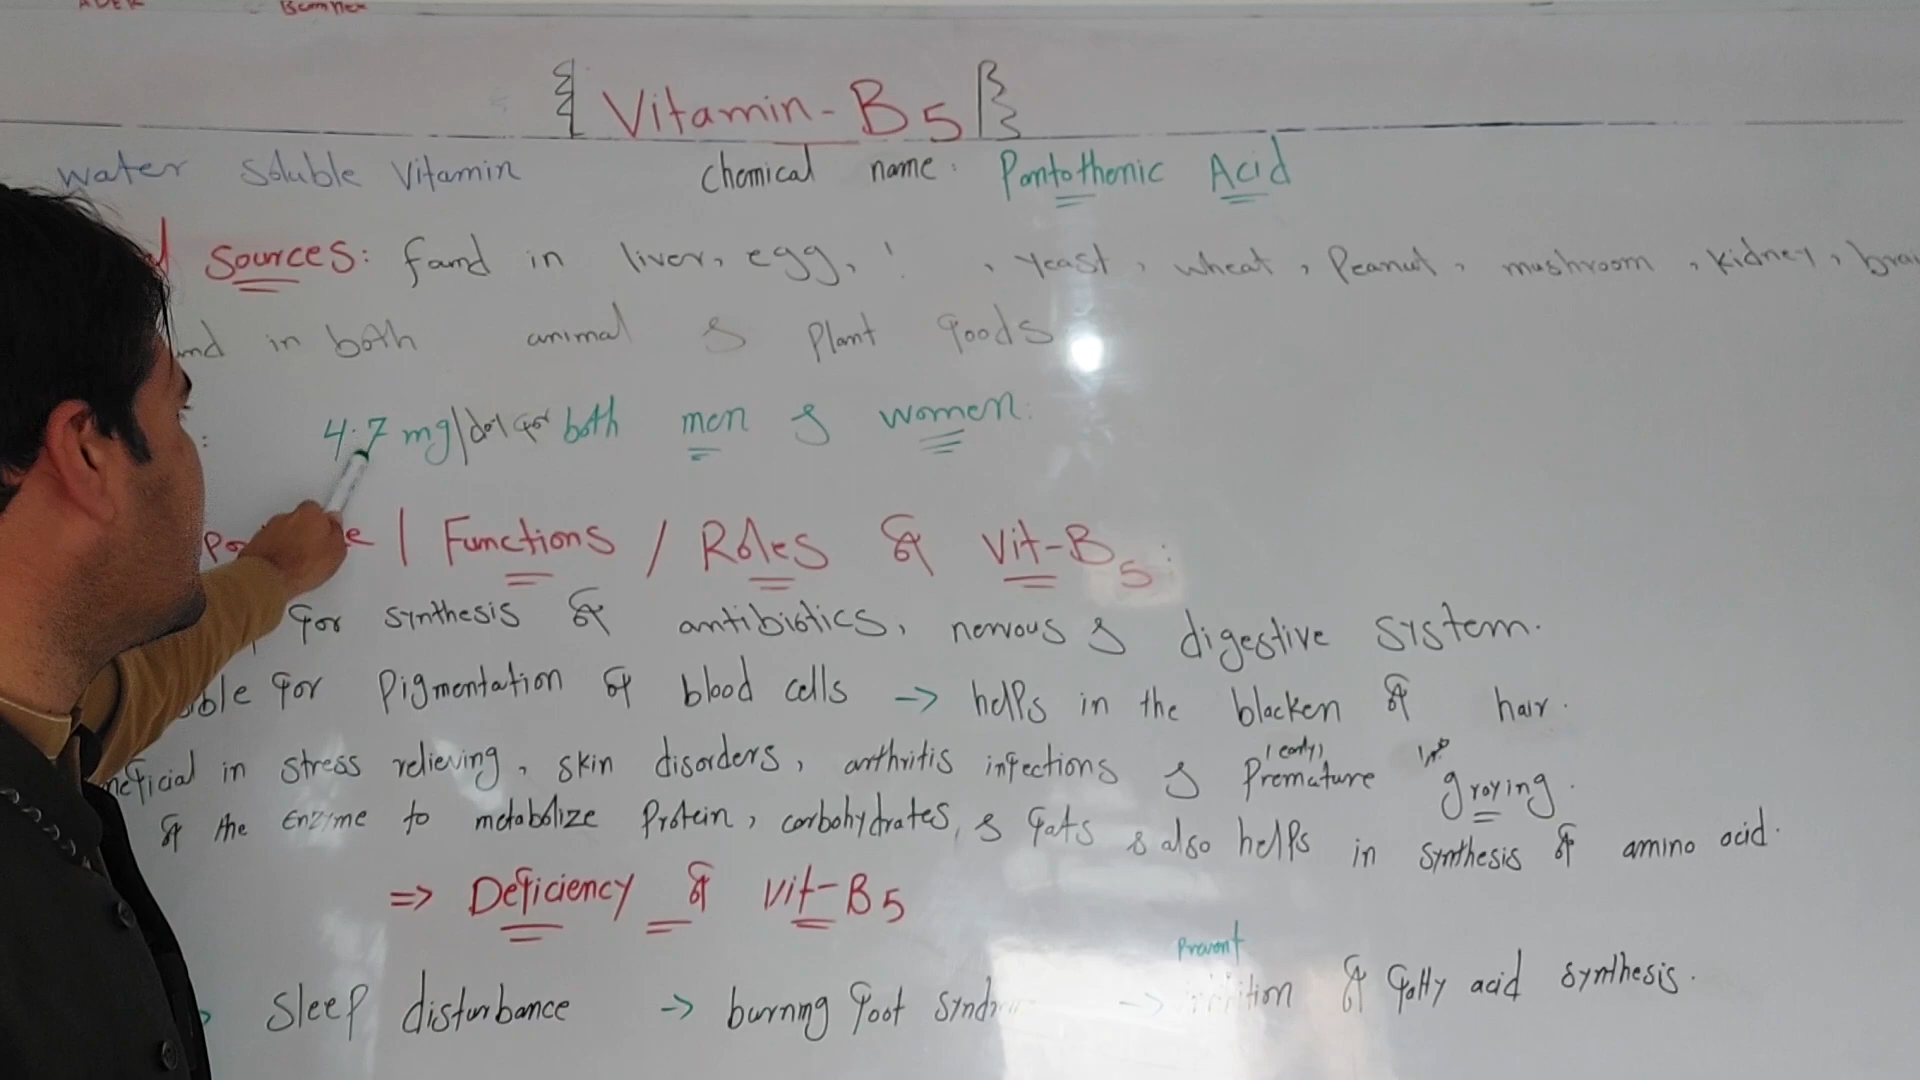 {Vitamin-B5}
Water Soluble Vitamin chemical name: Pantothenic Acid
Sources: found in liver, egg, , yeast, wheat, Peanut, mushroom, kidney, brai
in both animal & Plant foods
: 4.7 mg/day for both men & women:
/ Functions / Roles of Vit-B5:
for synthesis of antibiotics, nervous & digestive system.
for Pigmentation of blood cells → helps in the blacken of hair.
neficial in stress relieving, skin disorders, arthritis infections & Premature (early) graying.
of the Enzyme to metabolize Protein, carbohydrates, & fats & also helps in synthesis of amino acid.
⇒ Deficiency of Vit-B5
Sleep disturbance → burning foot → Prevent of fatty acid synthesis.